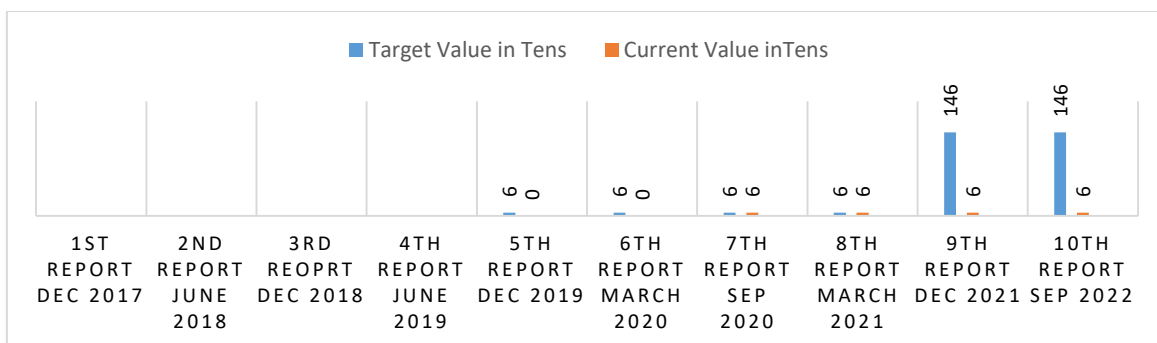 Target Value in Tens Current Value inTens
6 0 6 0 6 6 6 6 146 6 146 6
1ST REPORT DEC 2017
2ND REPORT JUNE 2018
3RD REOPRT DEC 2018
4TH REPORT JUNE 2019
5TH REPORT DEC 2019
6TH REPORT MARCH 2020
7TH REPORT SEP 2020
8TH REPORT MARCH 2021
9TH REPORT DEC 2021
10TH REPORT SEP 2022